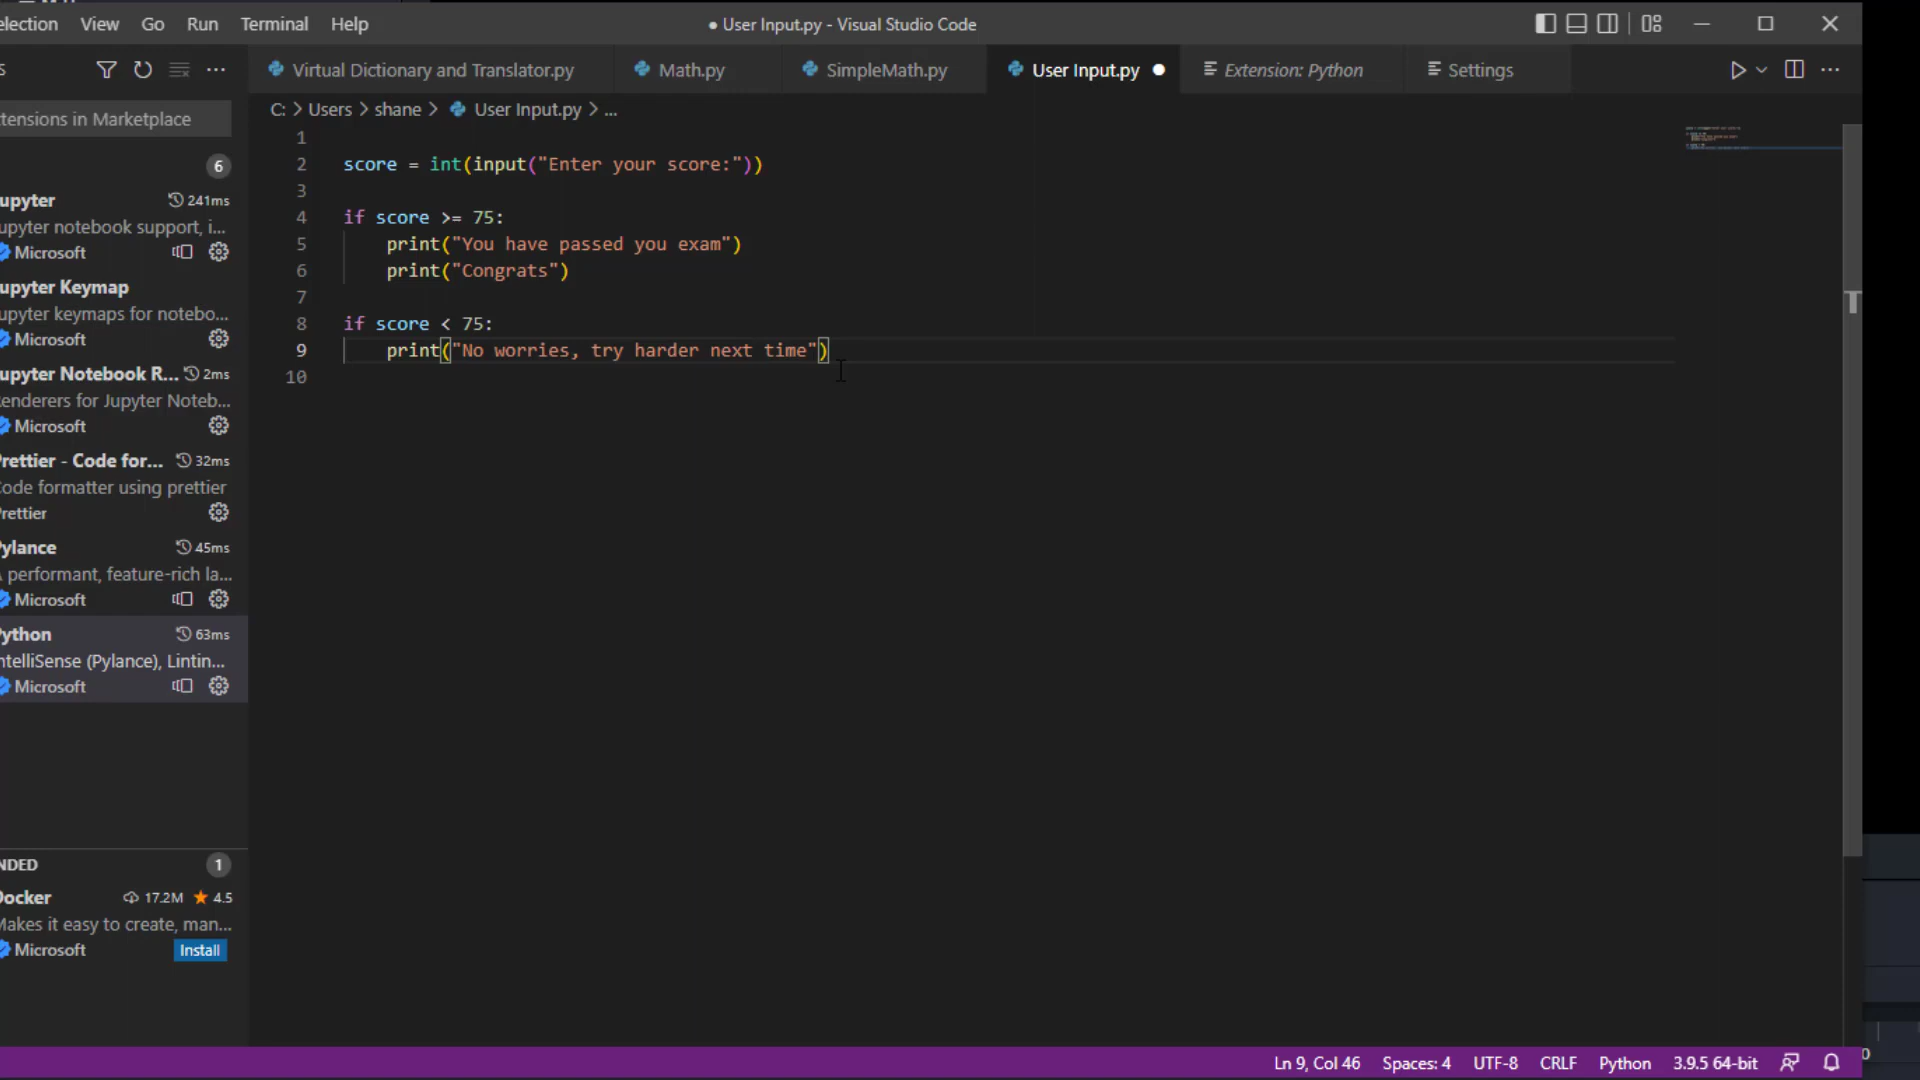 election View Go Run Terminal Help
● User Input.py - Visual Studio Code
S
Virtual Dictionary and Translator.py
Math.py
SimpleMath.py
User Input.py ●
Extension: Python
Settings
C: > Users > shane > User Input.py > ...
tensions in Marketplace
6
upyter 241ms
upyter notebook support, i...
Microsoft
upyter Keymap
upyter keymaps for notebo...
Microsoft
upyter Notebook R... 2ms
enderers for Jupyter Noteb...
Microsoft
rettier - Code for... 32ms
ode formatter using prettier
rettier
ylance 45ms
A performant, feature-rich la...
Microsoft
ython 63ms
ntelliSense (Pylance), Lintin...
Microsoft
NDED 1
Docker 17.2M 4.5
Makes it easy to create, man...
Microsoft Install
1
2 score = int(input("Enter your score:"))
3
4 if score >= 75:
5 print("You have passed you exam")
6 print("Congrats")
7
8 if score < 75:
9 print("No worries, try harder next time")
10
Ln 9, Col 46 Spaces: 4 UTF-8 CRLF Python 3.9.5 64-bit